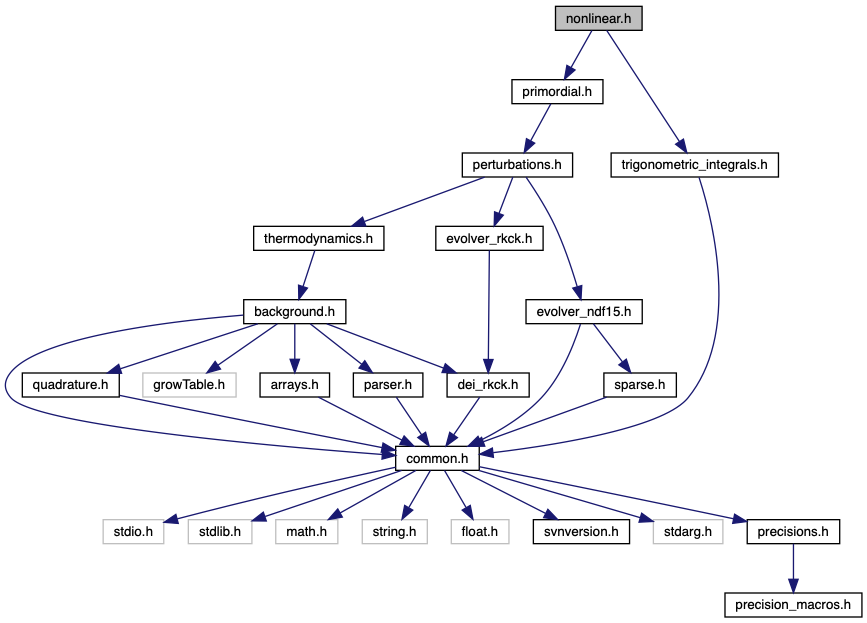 nonlinear.h
primordial.h
perturbations.h
trigonometric_integrals.h
thermodynamics.h
evolver_rkck.h
background.h
evolver_ndf15.h
quadrature.h
growTable.h
arrays.h
parser.h
dei_rkck.h
sparse.h
common.h
stdio.h
stdlib.h
math.h
string.h
float.h
svnversion.h
stdarg.h
precisions.h
precision_macros.h